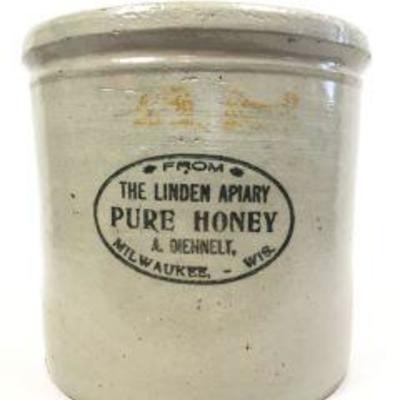 FROM
THE LINDEN APIARY
PURE HONEY
A. DIEHNELT,
MILWAUKEE, - WIS.